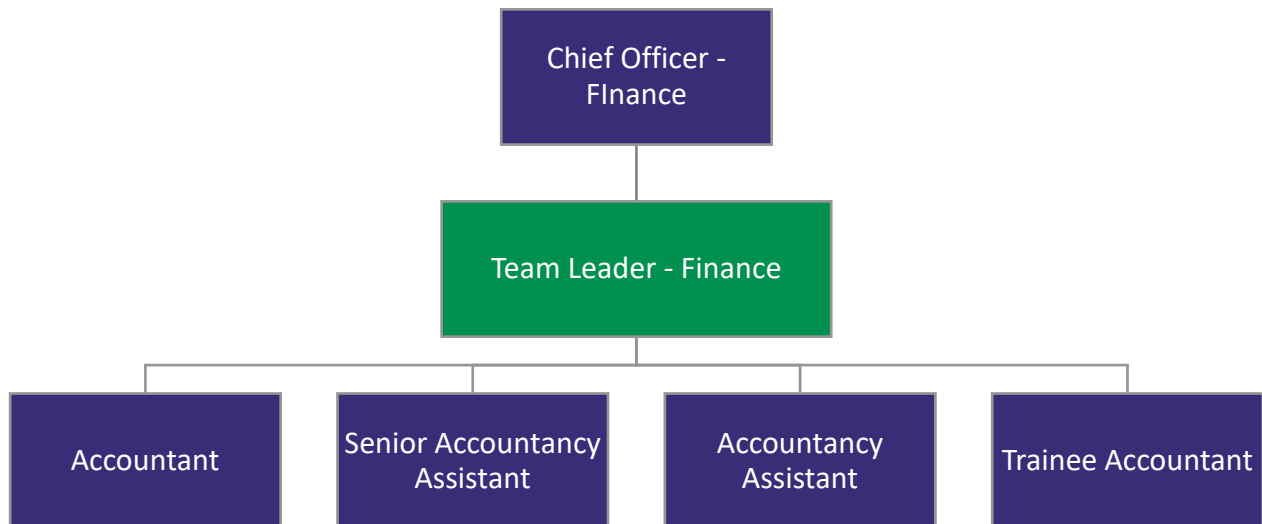 Chief Officer -
FInance
Team Leader - Finance
Accountant
Senior Accountancy
Assistant
Accountancy
Assistant
Trainee Accountant